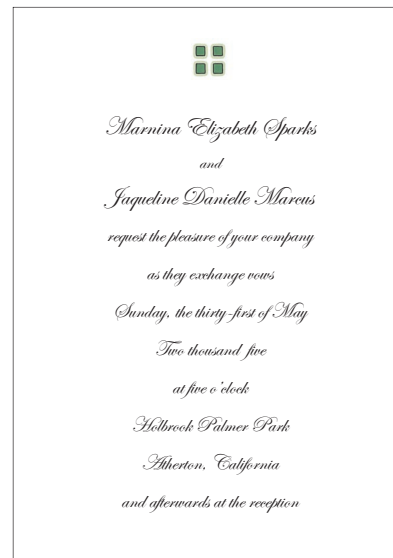 Marnina Elizabeth Sparks
and
Jaqueline Danielle Marcus
request the pleasure of your company
as they exchange vows
Sunday, the thirty-first of May
Two thousand five
at five o'clock
Holbrook Palmer Park
Atherton, California
and afterwards at the reception